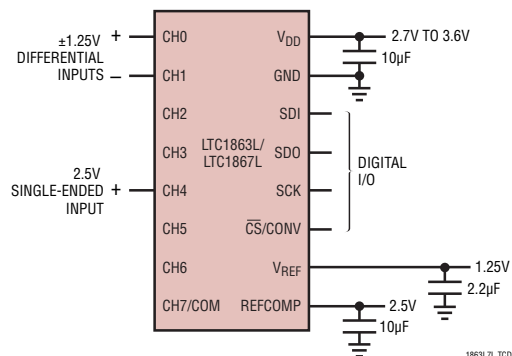 ±1.25V
DIFFERENTIAL
INPUTS
+
–
2.5V
SINGLE-ENDED
INPUT
+
CH0
CH1
CH2
CH3
CH4
CH5
CH6
CH7/COM
LTC1863L/
LTC1867L
VDD
GND
SDI
SDO
SCK
CS/CONV
VREF
REFCOMP
2.7V TO 3.6V
10µF
DIGITAL
I/O
1.25V
2.2µF
2.5V
10µF
1863L7L TCD